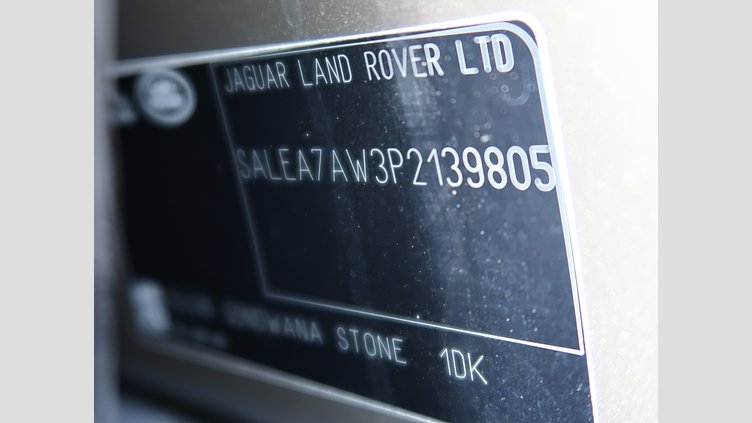 JAGUAR LAND ROVER LTD
SALEA7AW3P2139805
GONDWANA STONE 1DK